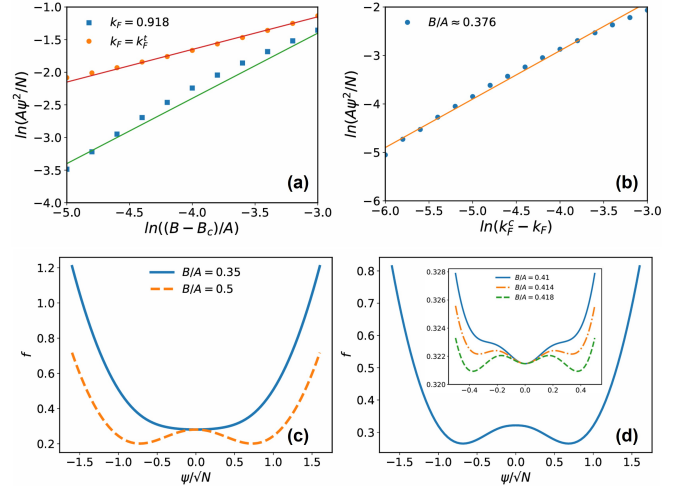 −1.0
−1.5
−2.0
−2.5
−3.0
−3.5
−4.0
ln(Aψ²/N)
k_F = 0.918
k_F = k_F^t
(a)
−5.0 −4.5 −4.0 −3.5 −3.0
ln((B − B_c)/A)
−2
−3
−4
−5
−6
ln(Aψ²/N)
B/A ≈ 0.376
(b)
−6.0 −5.5 −5.0 −4.5 −4.0 −3.5 −3.0
ln(k_F^c − k_F)
1.2
1.0
0.8
0.6
0.4
0.2
f
B/A = 0.35
B/A = 0.5
(c)
−1.5 −1.0 −0.5 0.0 0.5 1.0 1.5
ψ/√N
0.8
0.7
0.6
0.5
0.4
0.3
f
0.328
0.326
0.324
0.322
0.320
B/A = 0.41
B/A = 0.414
B/A = 0.418
−0.4 −0.2 0.0 0.2 0.4
(d)
−1.5 −1.0 −0.5 0.0 0.5 1.0 1.5
ψ/√N